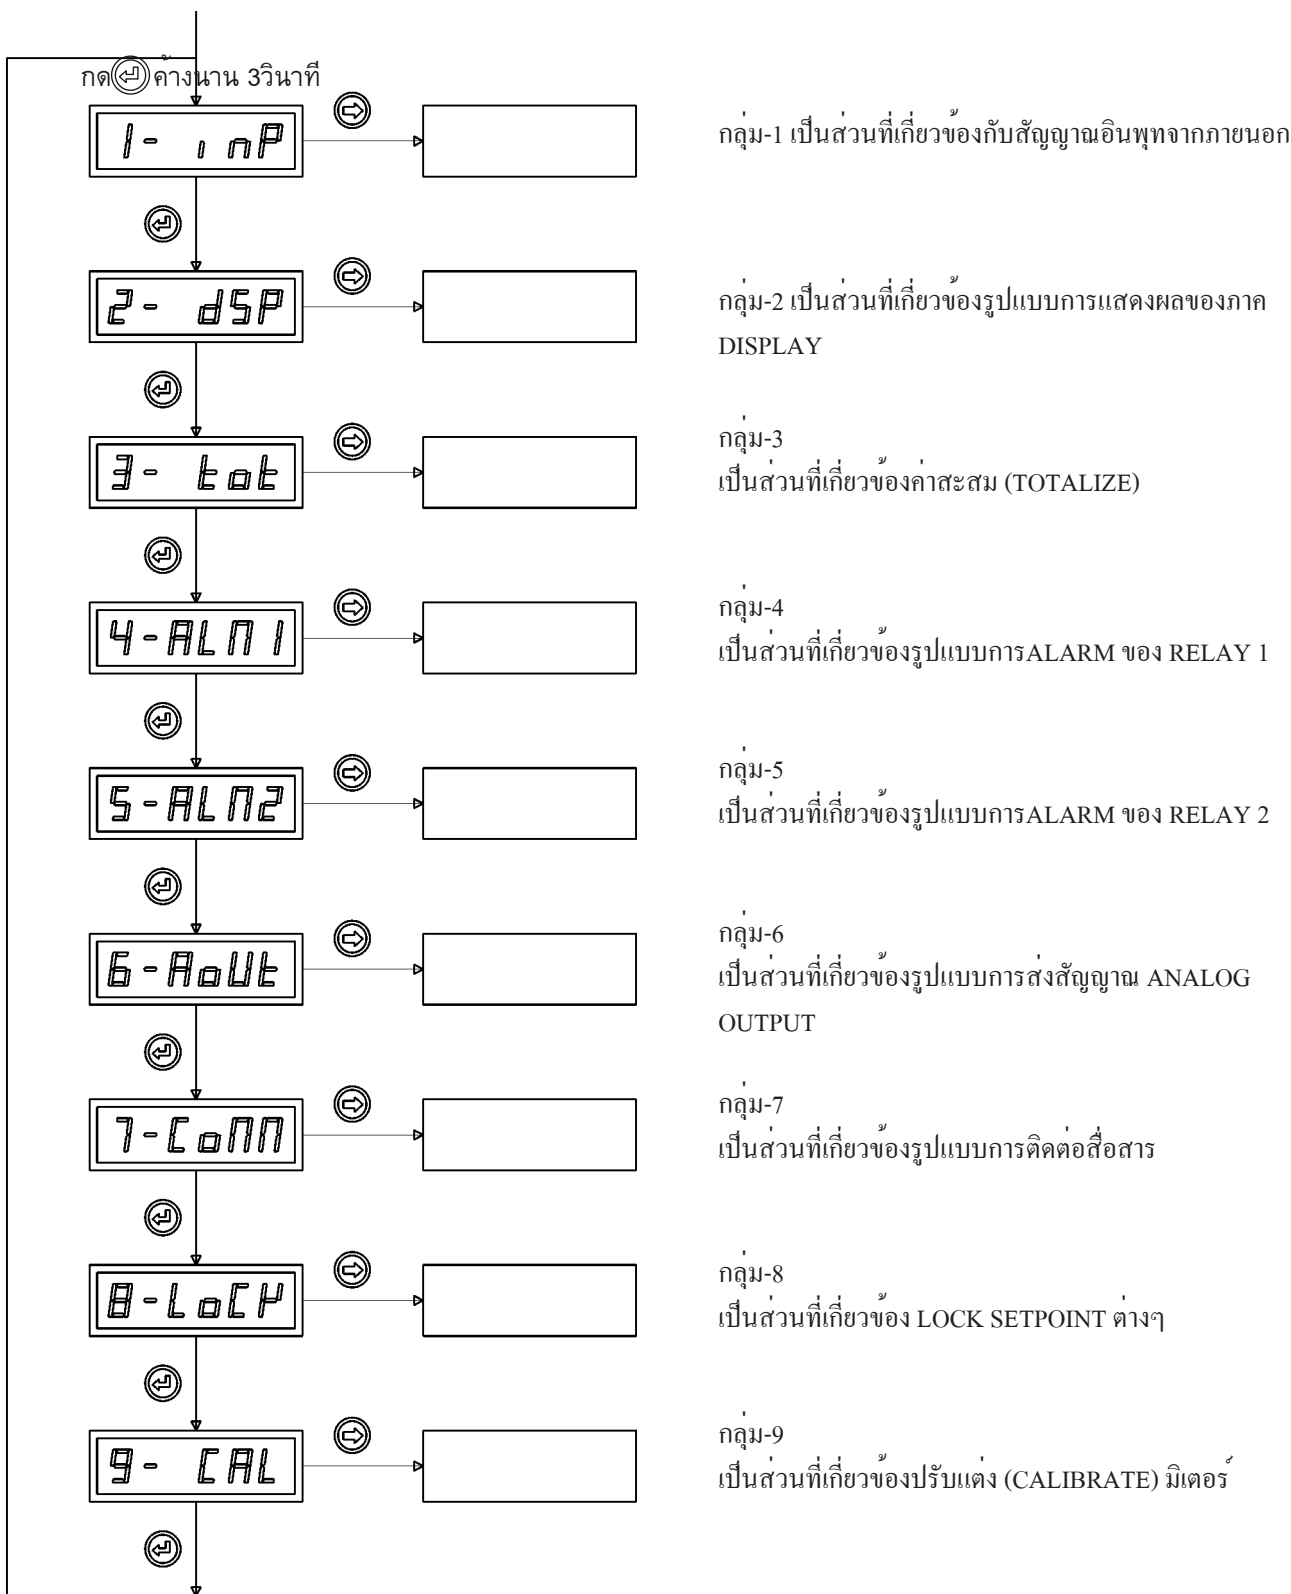 กด ค้างนาน 3วินาที
1- inP
กลุ่ม-1 เป็นส่วนที่เกี่ยวข้องกับสัญญาณอินพุทจากภายนอก
2- dSP
กลุ่ม-2 เป็นส่วนที่เกี่ยวข้องรูปแบบการแสดงผลของภาค
DISPLAY
3- tot
กลุ่ม-3
เป็นส่วนที่เกี่ยวข้องค่าสะสม (TOTALIZE)
4-ALM1
กลุ่ม-4
เป็นส่วนที่เกี่ยวข้องรูปแบบการALARM ของ RELAY 1
5-ALM2
กลุ่ม-5
เป็นส่วนที่เกี่ยวข้องรูปแบบการALARM ของ RELAY 2
6-AoUt
กลุ่ม-6
เป็นส่วนที่เกี่ยวข้องรูปแบบการส่งสัญญาณ ANALOG
OUTPUT
7-CoMM
กลุ่ม-7
เป็นส่วนที่เกี่ยวข้องรูปแบบการติดต่อสื่อสาร
8-LoCK
กลุ่ม-8
เป็นส่วนที่เกี่ยวข้อง LOCK SETPOINT ต่างๆ
9- CAL
กลุ่ม-9
เป็นส่วนที่เกี่ยวข้องปรับแต่ง (CALIBRATE) มิเตอร์